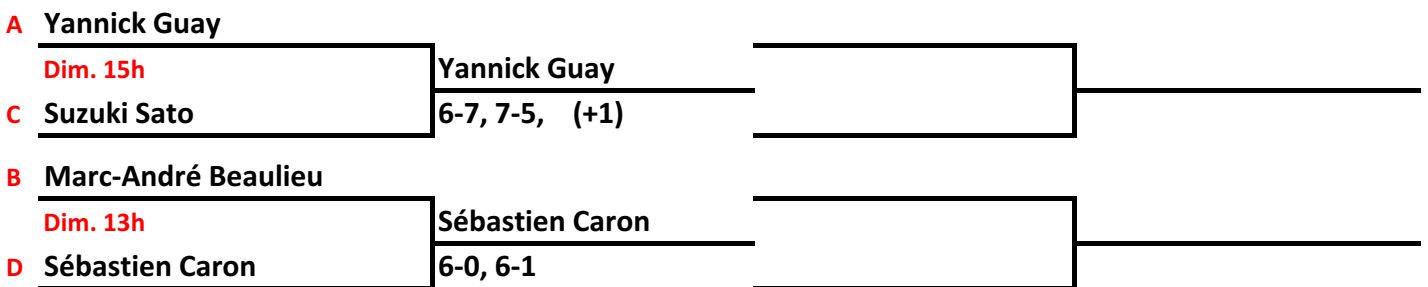 A Yannick Guay
Dim. 15h Yannick Guay
C Suzuki Sato 6-7, 7-5, (+1)
B Marc-André Beaulieu
Dim. 13h Sébastien Caron
D Sébastien Caron 6-0, 6-1